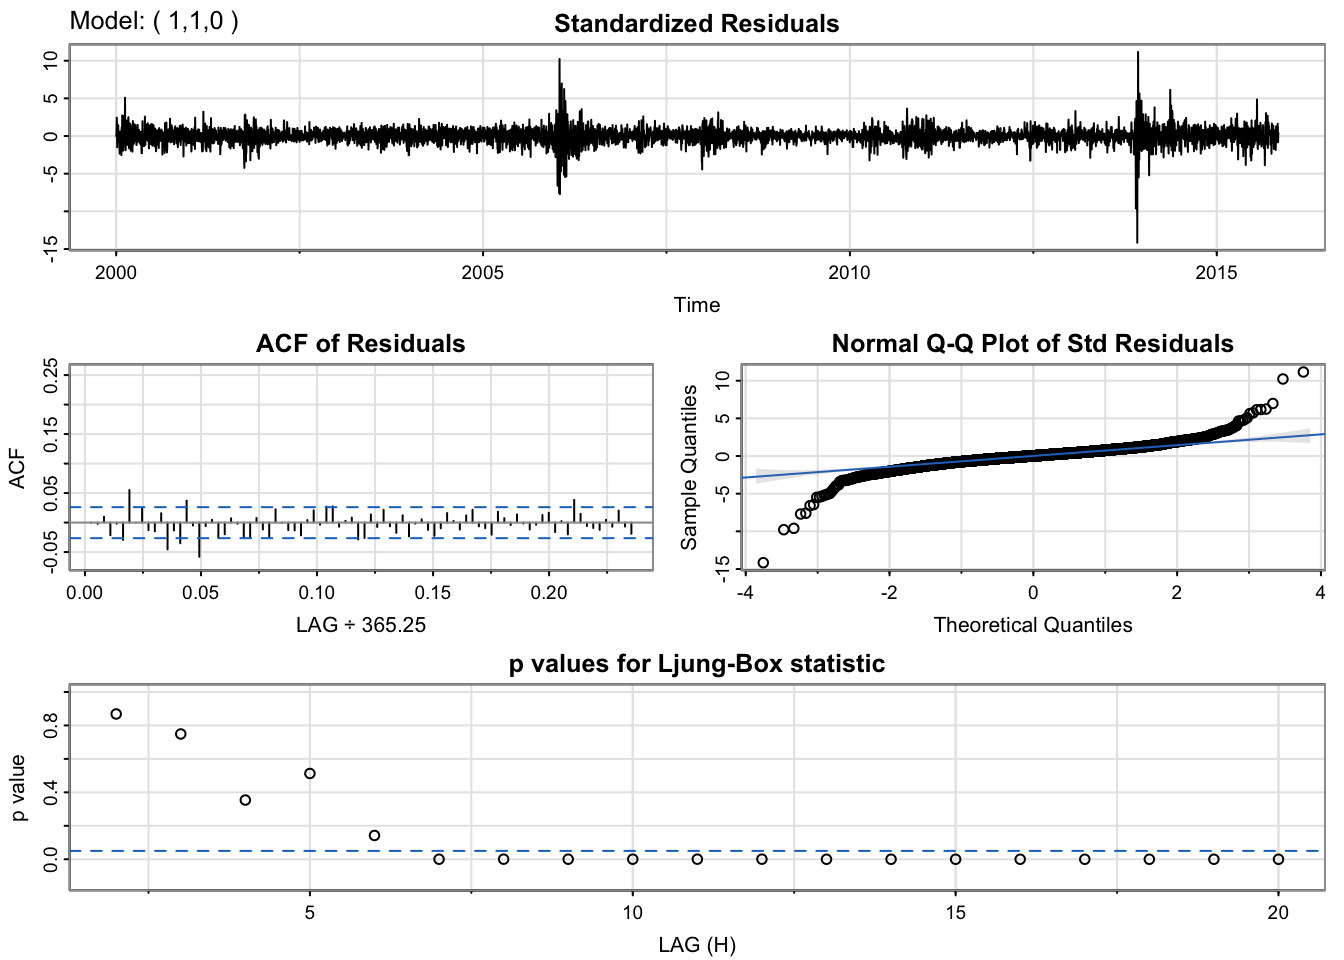 Model: ( 1,1,0 )
Standardized Residuals
10
5
0
-5
-15
2000 2005 2010 2015
Time
ACF of Residuals
ACF
0.25
0.15
0.05
-0.05
0.00 0.05 0.10 0.15 0.20
LAG ÷ 365.25
Normal Q-Q Plot of Std Residuals
Sample Quantiles
10
5
0
-5
-15
-4 -2 0 2 4
Theoretical Quantiles
p values for Ljung-Box statistic
p value
0.8
0.4
0.0
5 10 15 20
LAG (H)